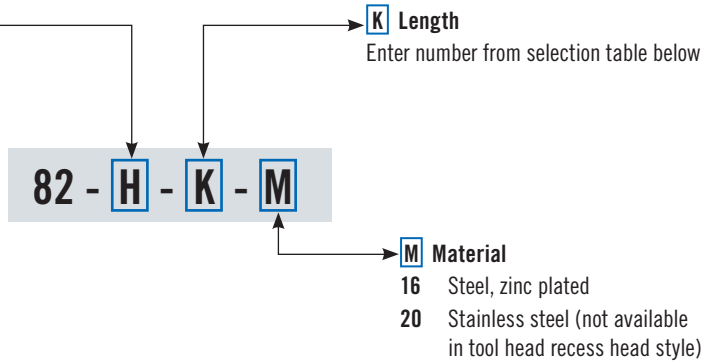 K Length
Enter number from selection table below
82 - H - K - M
M Material
16 Steel, zinc plated
20 Stainless steel (not available
in tool head recess head style)